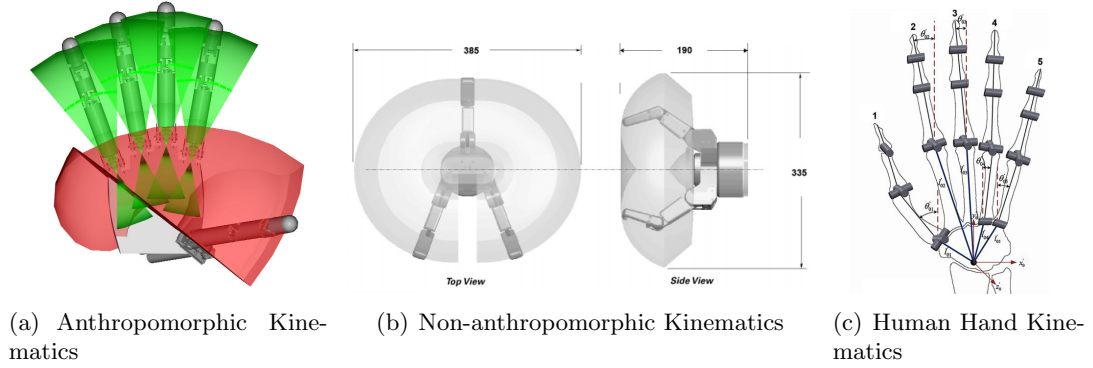 385
190
335
Top View
Side View
1
2
3
4
5
(a) Anthropomorphic Kine-
matics
(b) Non-anthropomorphic Kinematics
(c) Human Hand Kine-
matics